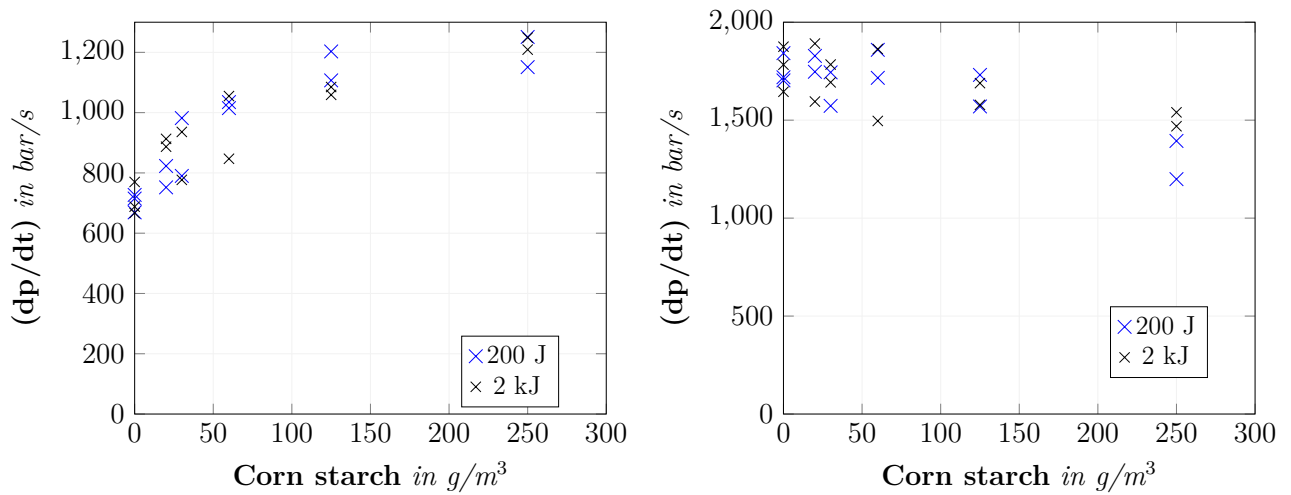 1,200
1,000
800
600
400
200
0
0 50 100 150 200 250 300
(dp/dt) in bar/s
Corn starch in g/m³
200 J
2 kJ
2,000
1,500
1,000
500
0
0 50 100 150 200 250 300
(dp/dt) in bar/s
Corn starch in g/m³
200 J
2 kJ